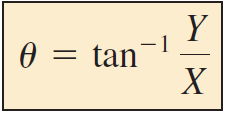 θ = tan⁻¹ Y/X